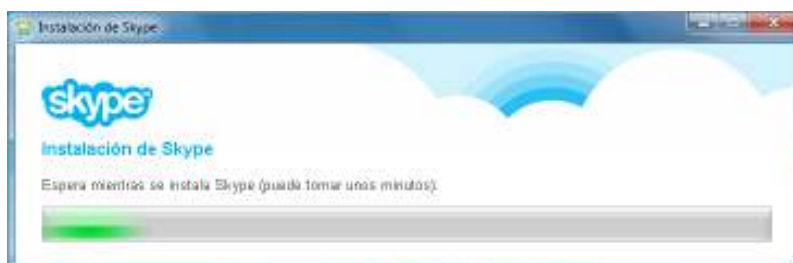 Instalación de Skype
skype
Instalación de Skype
Espera mientras se instala Skype (puede tomar unos minutos).